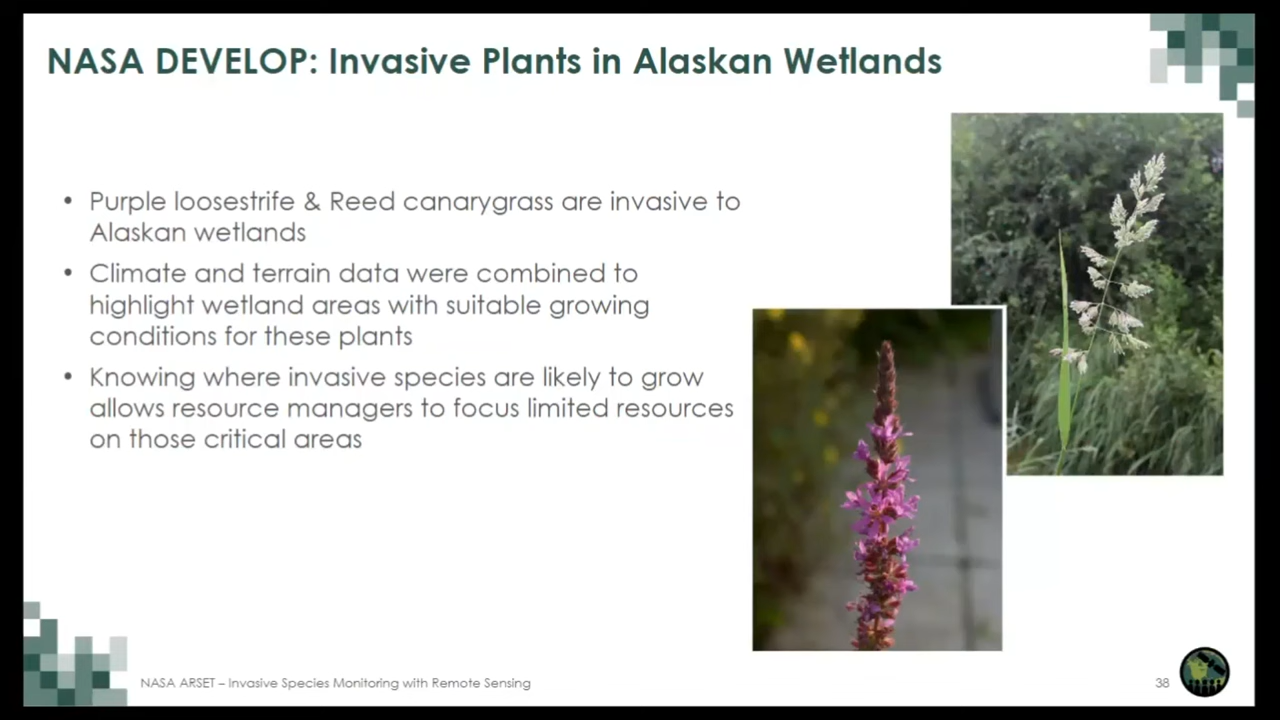 NASA DEVELOP: Invasive Plants in Alaskan Wetlands
• Purple loosestrife & Reed canarygrass are invasive to
Alaskan wetlands
• Climate and terrain data were combined to
highlight wetland areas with suitable growing
conditions for these plants
• Knowing where invasive species are likely to grow
allows resource managers to focus limited resources
on those critical areas
NASA ARSET – Invasive Species Monitoring with Remote Sensing
38